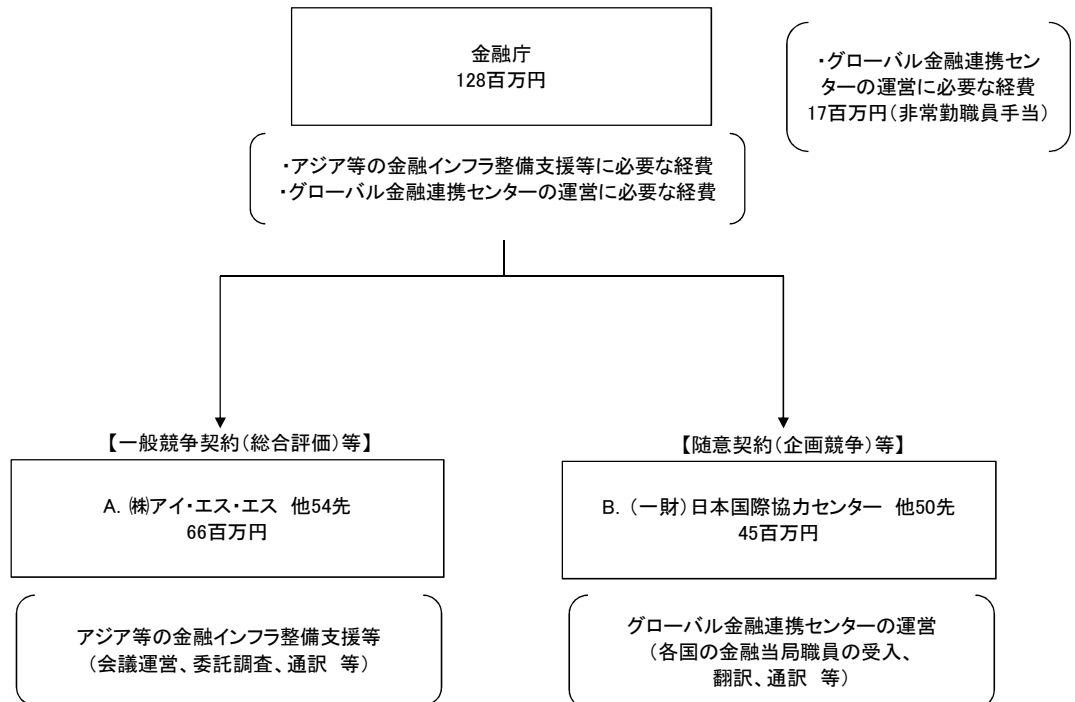 金融庁
128百万円
・グローバル金融連携セン
ターの運営に必要な経費
17百万円(非常勤職員手当)
・アジア等の金融インフラ整備支援等に必要な経費
・グローバル金融連携センターの運営に必要な経費
【一般競争契約(総合評価)等】
A. ㈱アイ・エス・エス 他54先
66百万円
アジア等の金融インフラ整備支援等
(会議運営、委託調査、通訳 等)
【随意契約(企画競争)等】
B. (一財)日本国際協力センター 他50先
45百万円
グローバル金融連携センターの運営
(各国の金融当局職員の受入、
翻訳、通訳 等)